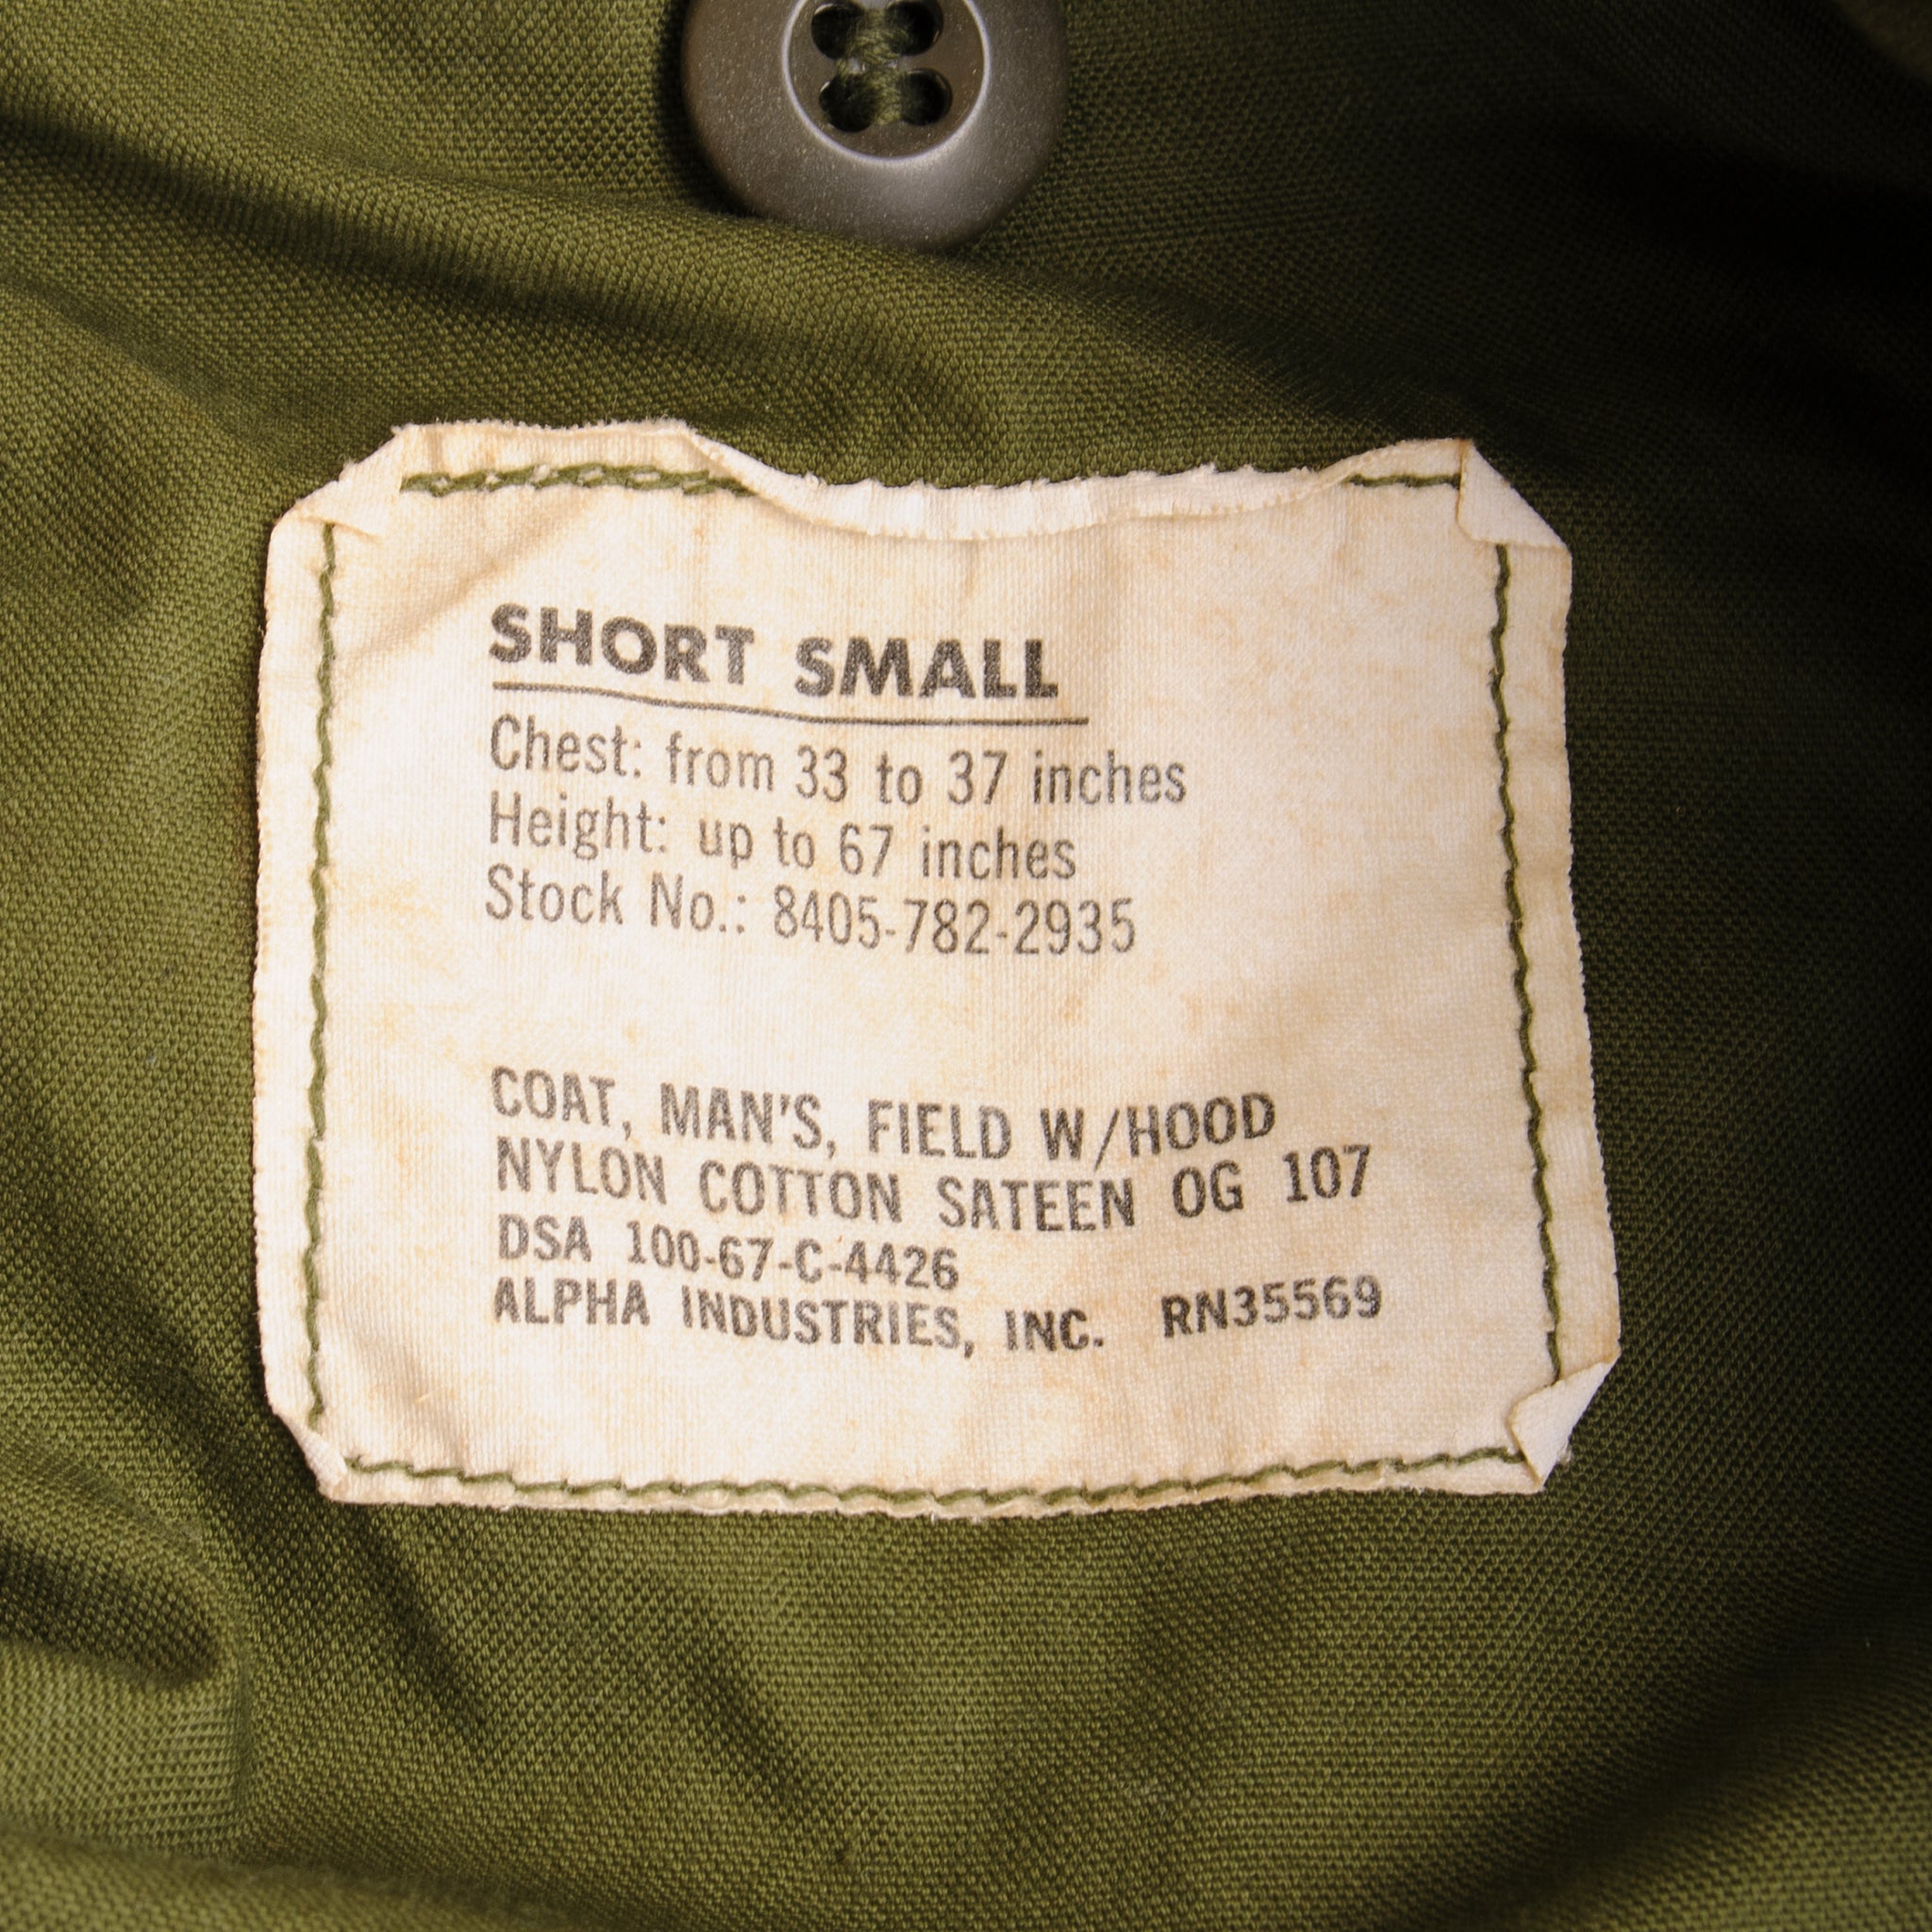 SHORT SMALL
Chest: from 33 to 37 inches
Height: up to 67 inches
Stock No.: 8405-782-2935
COAT, MAN'S, FIELD W/HOOD
NYLON COTTON SATEEN OG 107
DSA 100-67-C-4426
ALPHA INDUSTRIES, INC. RN35569